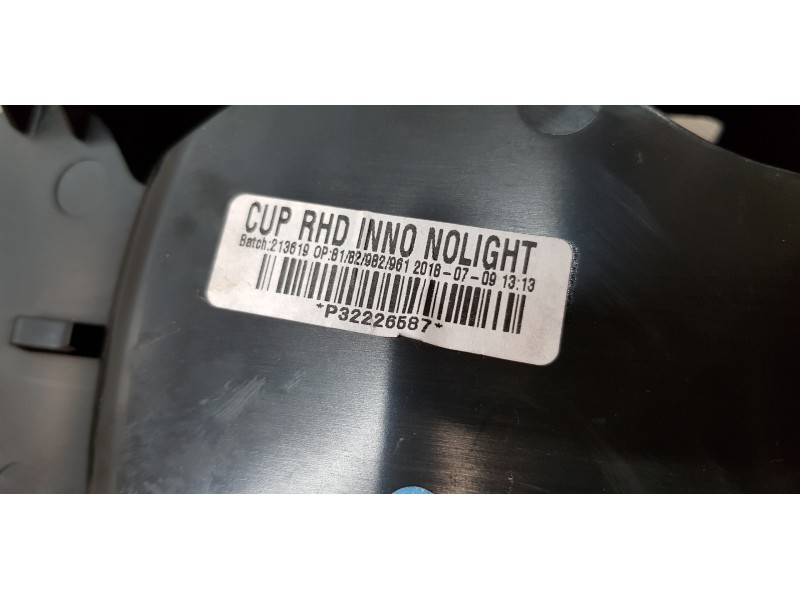 CUP RHD INNO NOLIGHT
Batch:213619 OP:81/82/982/961 2018-07-09 13:13
*P32226587*